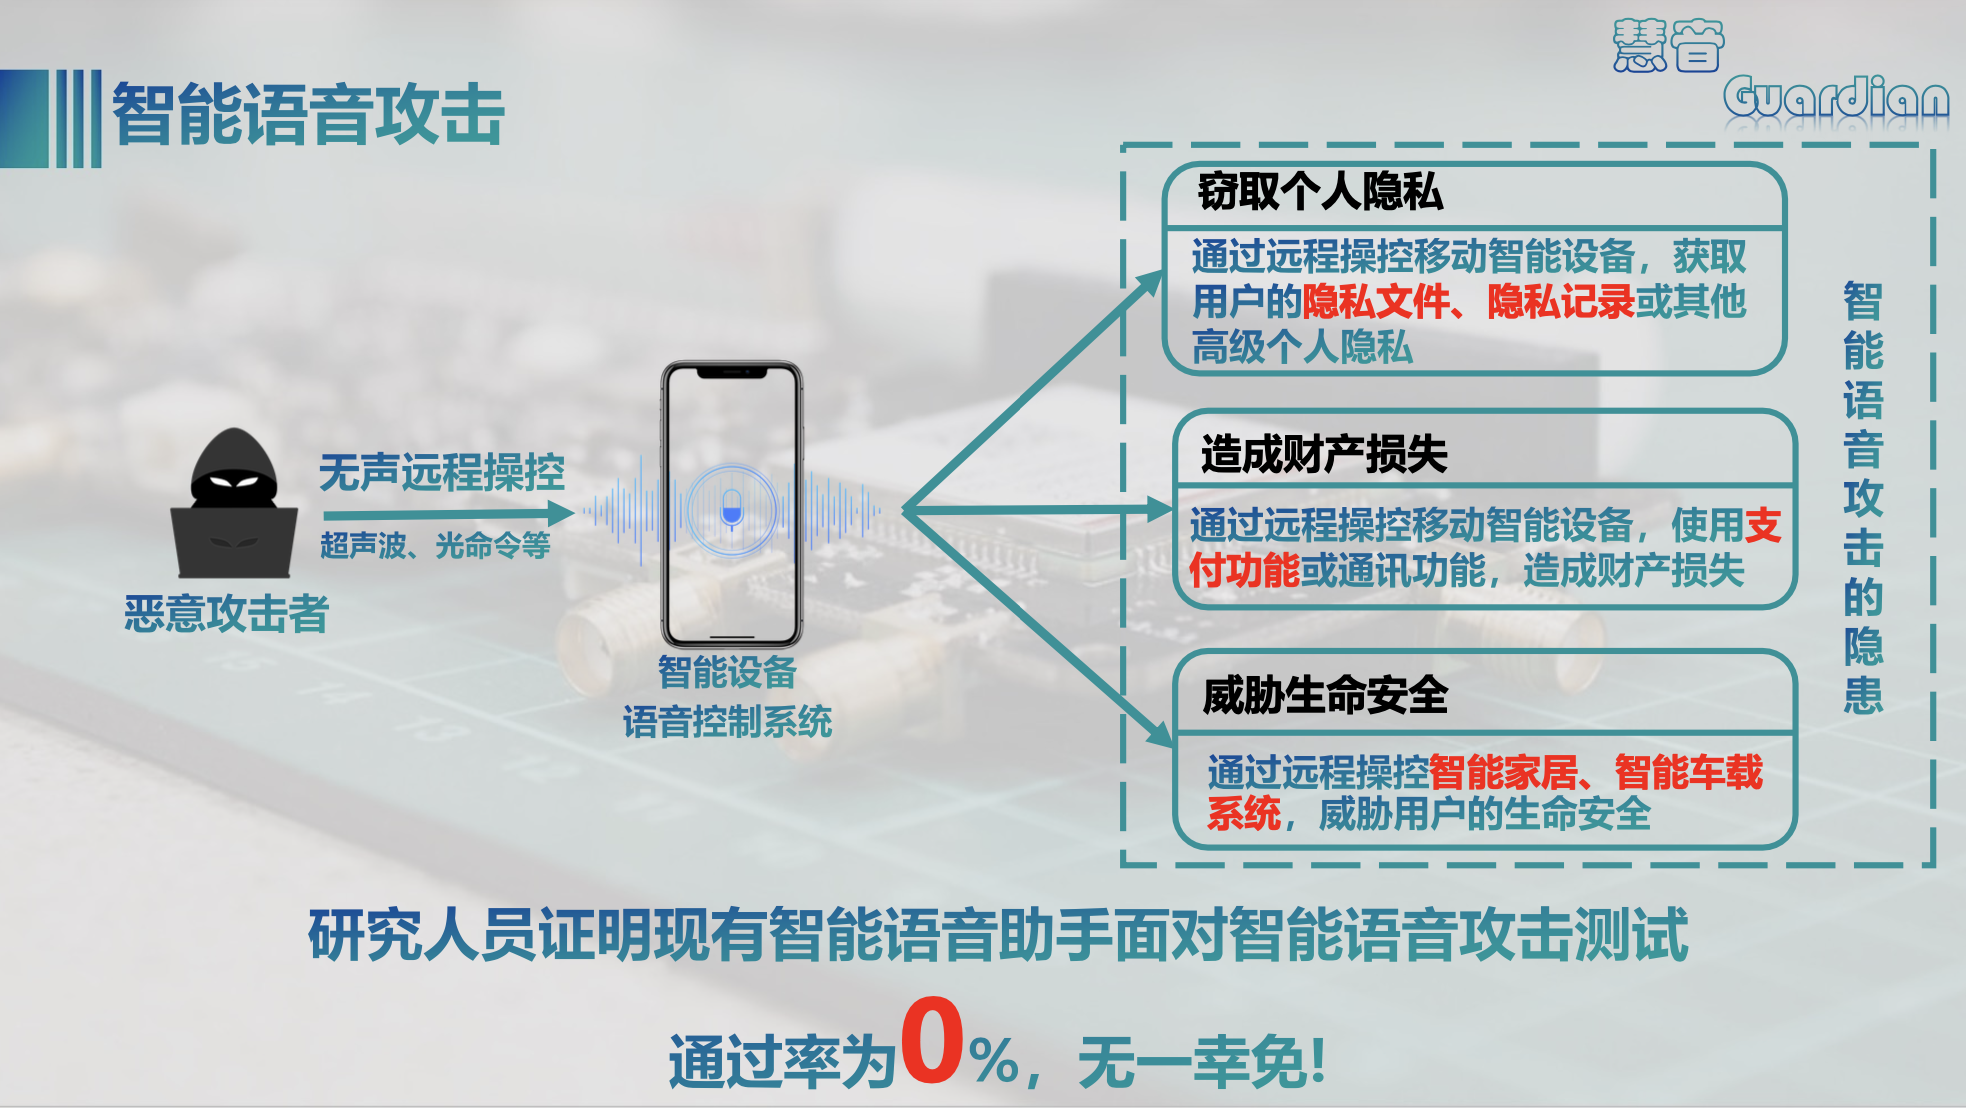 慧音
Guardian
智能语音攻击
窃取个人隐私
通过远程操控移动智能设备，获取
用户的隐私文件、隐私记录或其他
高级个人隐私
无声远程操控
超声波、光命令等
恶意攻击者
智能设备
语音控制系统
造成财产损失
通过远程操控移动智能设备，使用支
付功能或通讯功能，造成财产损失
威胁生命安全
通过远程操控智能家居、智能车载
系统，威胁用户的生命安全
智能语音攻击的隐患
研究人员证明现有智能语音助手面对智能语音攻击测试
通过率为0%，无一幸免!